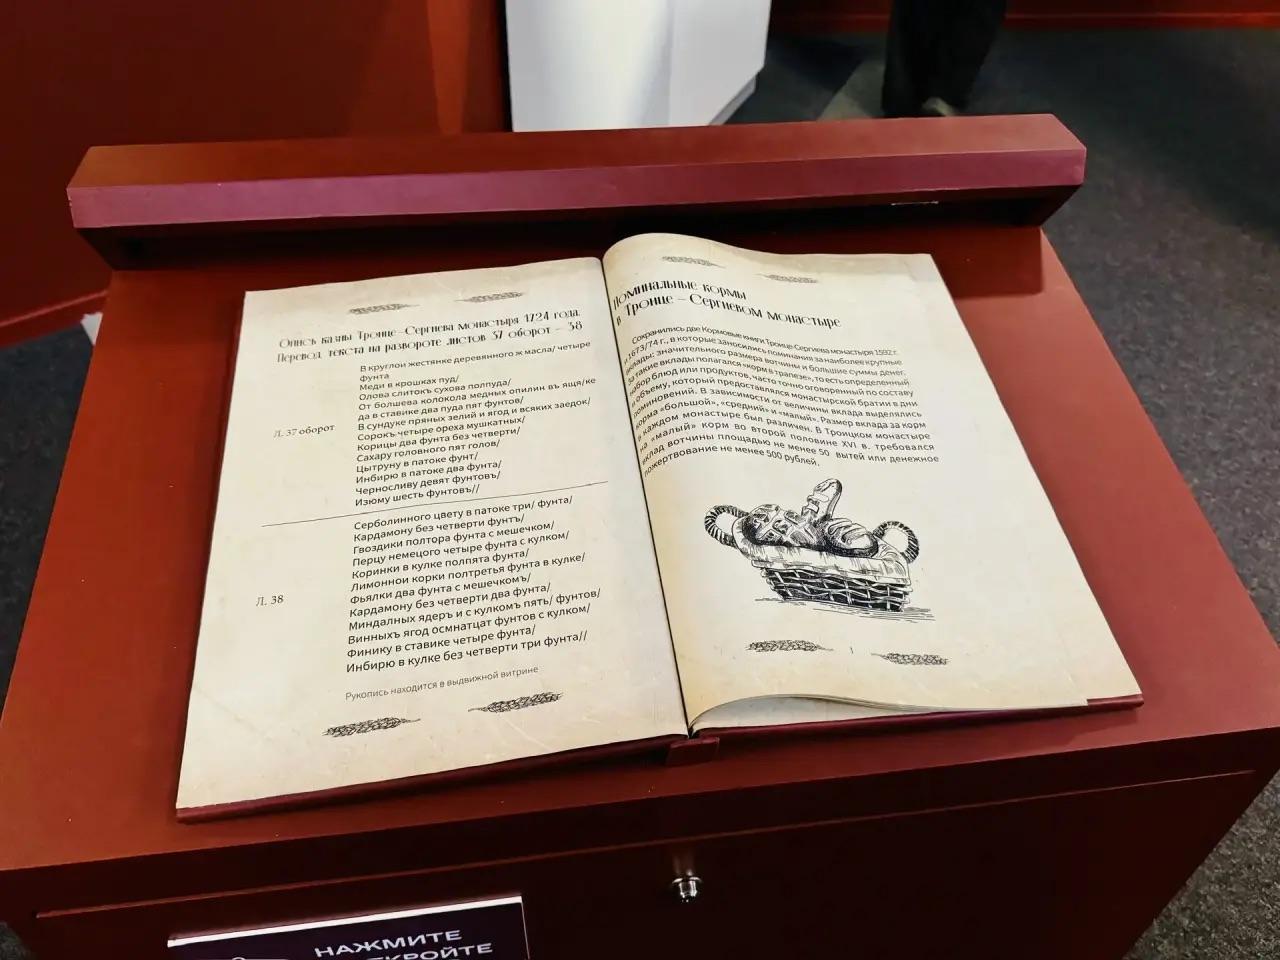 Опись казны Троице-Сергиева монастыря 1724 года.
Перевод текста на развороте листов 37 оборот – 38
Л. 37 оборот
В круглои жестянке деревянного ж масла/ четыре
фунта
Меди в крошках пуд/
Олова слитокъ сухова полпуда/
От болшева колокола медных опилин въ ящя/ке
да в ставике два пуда пят фунтов/
В сундуке пряных зелий и ягод и всяких заедок/
Сорокъ четыре ореха мушкатных/
Корицы два фунта без четверти/
Сахару головного пят голов/
Цытруну в патоке фунт/
Инбирю в патоке два фунта/
Черносливу девят фунтовъ/
Изюму шесть фунтовъ//
Л. 38
Серболинного цвету в патоке три/ фунта/
Кардамону без четверти фунтъ/
Гвоздики полтора фунта с мешечком/
Перцу немецого четыре фунта с кулком/
Коринки в кулке полпята фунта/
Лимоннои корки полтретья фунта в кулке/
Фьялки два фунта с мешечкомъ/
Кардамону без четверти два фунта/
Миндалных ядеръ и с кулкомъ пять/ фунтов/
Винныхъ ягод осмнатцат фунтов с кулком/
Финику в ставике четыре фунта/
Инбирю в кулке без четверти три фунта//
Рукопись находится в выдвижной витрине
Поминальные кормы
в Троице – Сергиевом монастыре
Сохранились две Кормовые книги Троице-Сергиева монастыря 1592 г.
и 1673/74 г., в которые заносились поминания за наиболее крупные
вклады: значительного размера вотчины и большие суммы денег.
За такие вклады полагался «корм в трапезе», то есть определенный
набор блюд или продуктов, часто точно оговоренный по составу
и объему, который предоставлялся монастырской братии в дни
поминовений. В зависимости от величины вклада выделялись
корма «большой», «средний» и «малый». Размер вклада за корм
в каждом монастыре был различен. В Троицком монастыре
на «малый» корм во второй половине XVI в. требовался
вклад вотчины площадью не менее 50 вытей или денежное
пожертвование не менее 500 рублей.
1
НАЖМИТЕ